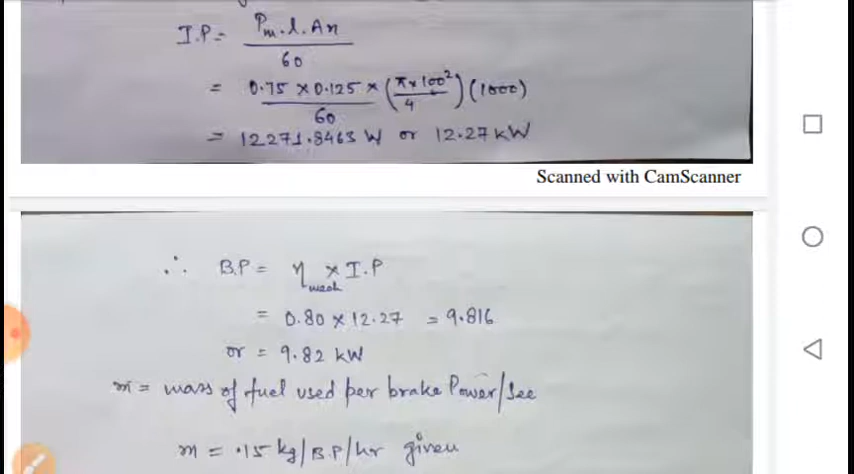 I.P = Pm.l.An / 60
= 0.75 × 0.125 × (π × 100² / 4) (1000) / 60
= 12271.8463 W or 12.27 kW
Scanned with CamScanner
∴ B.P = η mech × I.P
= 0.80 × 12.27 = 9.816
or = 9.82 kW
m = mass of fuel used per brake Power/Sec
m = .15 kg/B.P/hr given